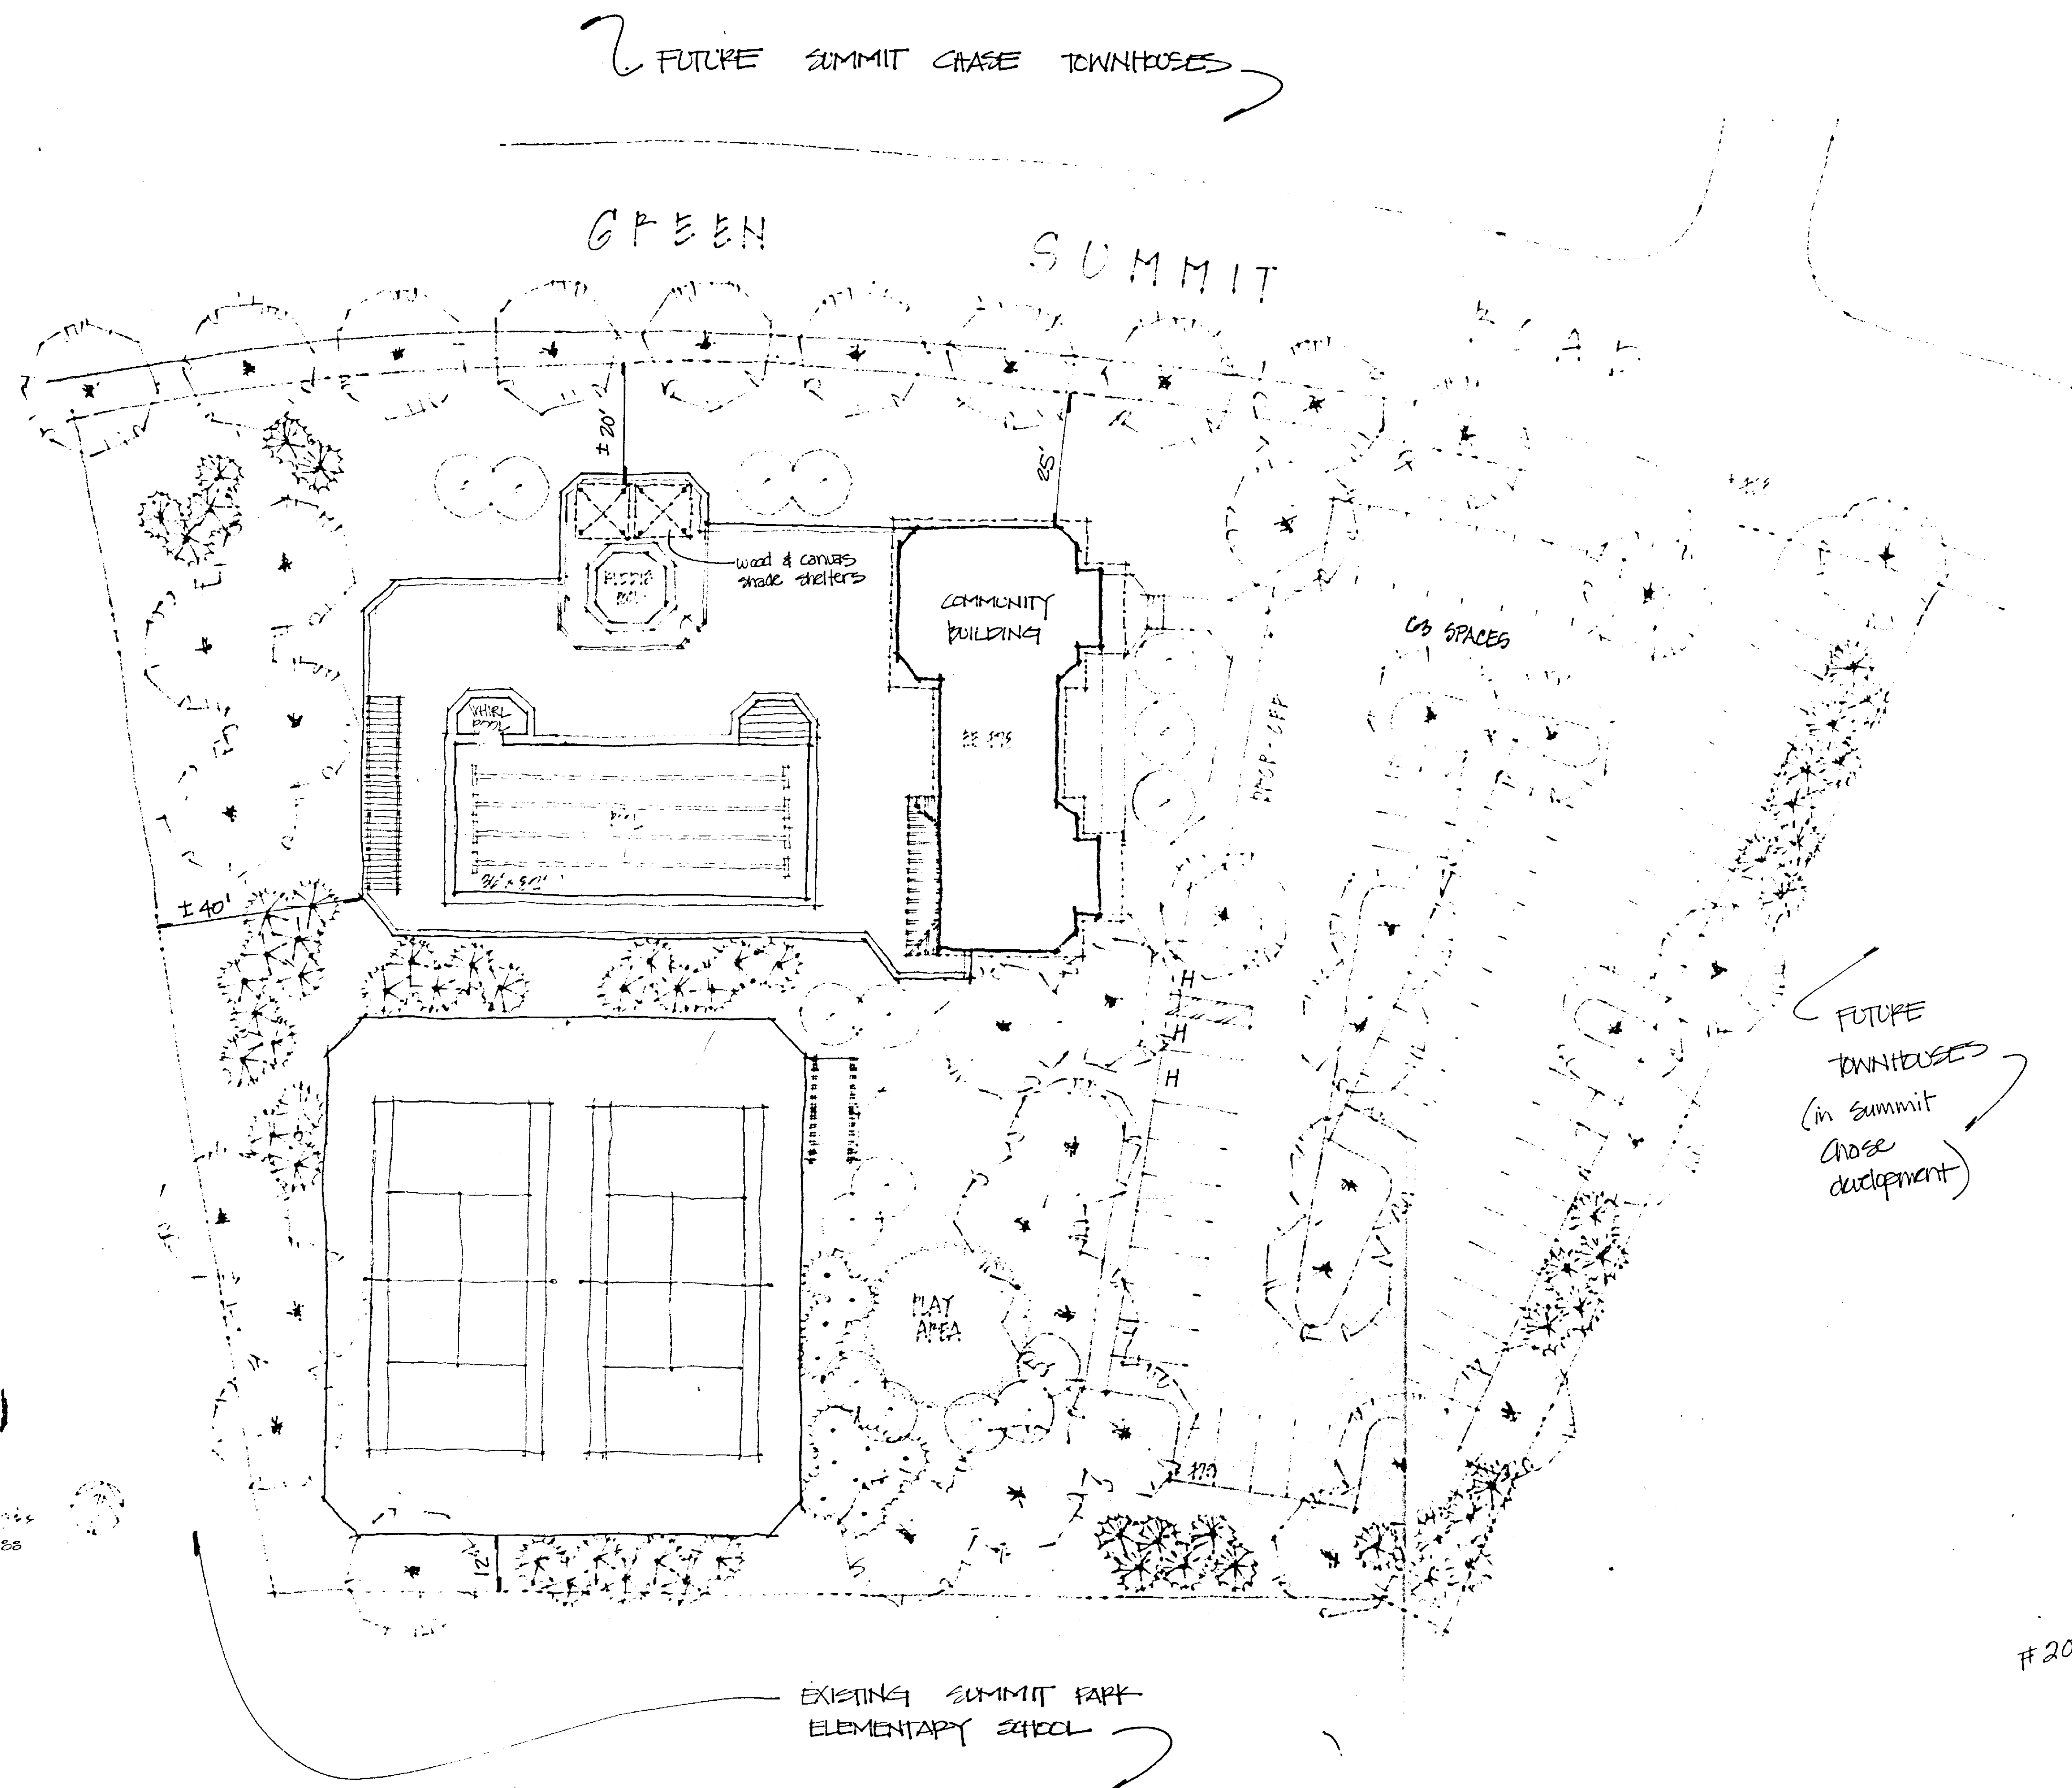 FUTURE SUMMIT CHASE TOWNHOUSES
GREEN SUMMIT
± 20'
25'
wood & canvas
shade shelters
COMMUNITY
BUILDING
SPACES
WHIRL
POOL
DROP-OFF
± 40'
H
H
H
FUTURE
TOWNHOUSES
(in summit
chase
development)
PLAY
AREA
12'
EXISTING SUMMIT PARK
ELEMENTARY SCHOOL
# 20